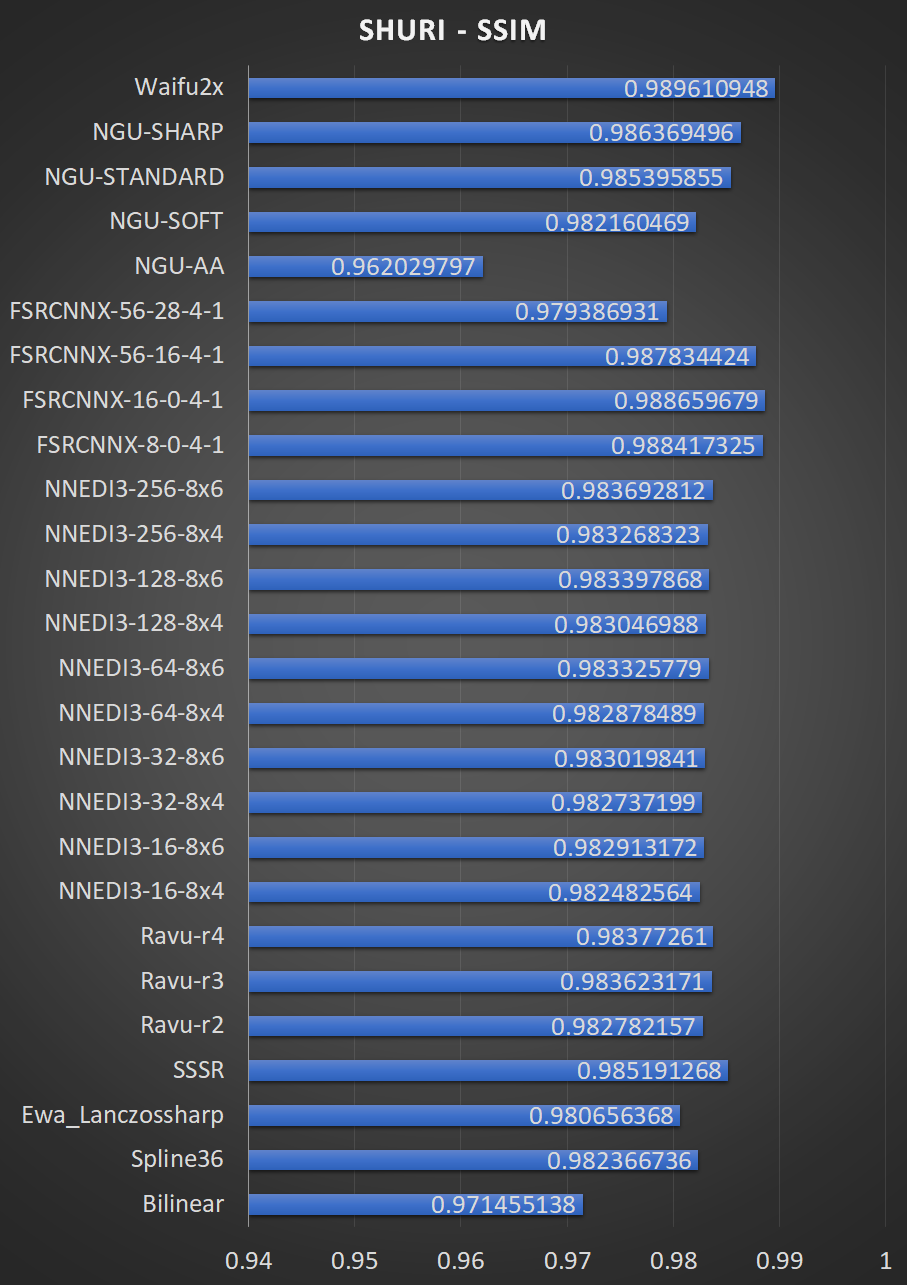 SHURI - SSIM
Waifu2x 0.989610948
NGU-SHARP 0.986369496
NGU-STANDARD 0.985395855
NGU-SOFT 0.982160469
NGU-AA 0.962029797
FSRCNNX-56-28-4-1 0.979386931
FSRCNNX-56-16-4-1 0.987834424
FSRCNNX-16-0-4-1 0.988659679
FSRCNNX-8-0-4-1 0.988417325
NNEDI3-256-8x6 0.983692812
NNEDI3-256-8x4 0.983268323
NNEDI3-128-8x6 0.983397868
NNEDI3-128-8x4 0.983046988
NNEDI3-64-8x6 0.983325779
NNEDI3-64-8x4 0.982878489
NNEDI3-32-8x6 0.983019841
NNEDI3-32-8x4 0.982737199
NNEDI3-16-8x6 0.982913172
NNEDI3-16-8x4 0.982482564
Ravu-r4 0.98377261
Ravu-r3 0.983623171
Ravu-r2 0.982782157
SSSR 0.985191268
Ewa_Lanczossharp 0.980656368
Spline36 0.982366736
Bilinear 0.971455138
0.94 0.95 0.96 0.97 0.98 0.99 1